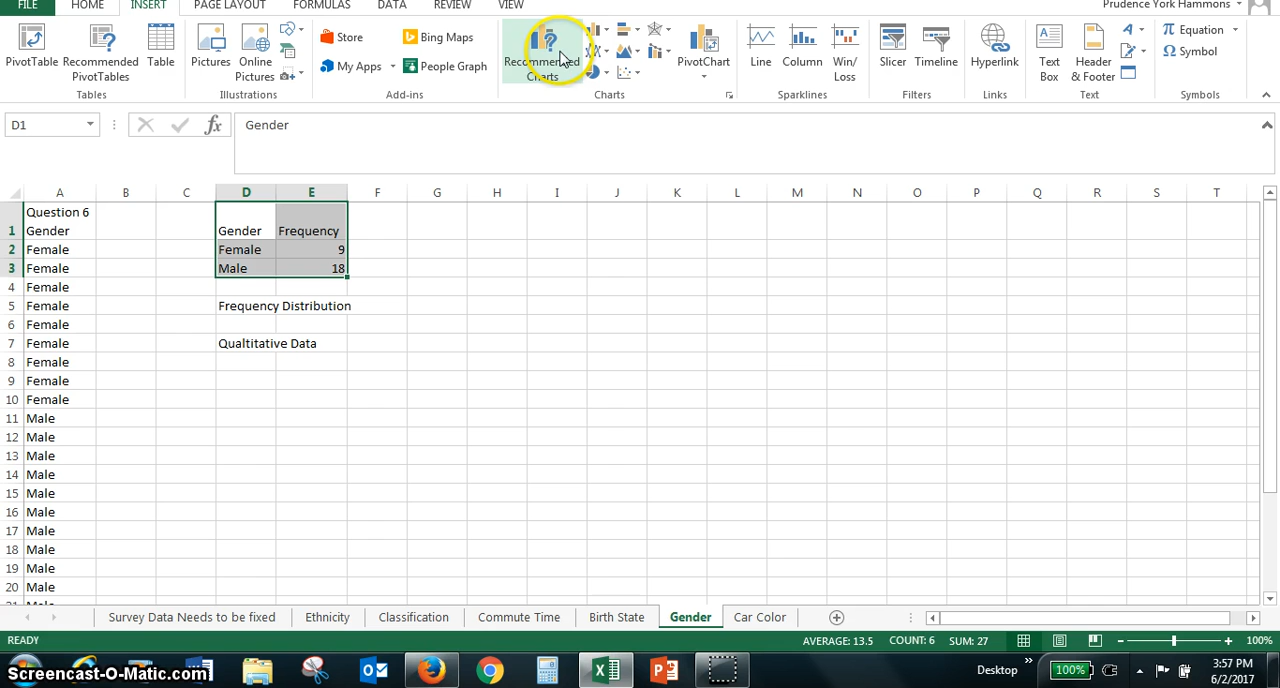 FILE HOME INSERT PAGE LAYOUT FORMULAS DATA REVIEW VIEW Prudence York Hammons
Store Bing Maps Equation
My Apps People Graph Symbol
PivotTable Recommended PivotTables Table Pictures Online Pictures Recommended Charts PivotChart Line Column Win/Loss Slicer Timeline Hyperlink Text Box Header & Footer
Tables Illustrations Add-ins Charts Sparklines Filters Links Text Symbols
D1 fx Gender
A B C D E F G H I J K L M N O P Q R S T
Question 6
1 Gender Gender Frequency
2 Female Female 9
3 Female Male 18
4 Female
5 Female Frequency Distribution
6 Female
7 Female Qualtitative Data
8 Female
9 Female
10 Female
11 Male
12 Male
13 Male
14 Male
15 Male
16 Male
17 Male
18 Male
19 Male
20 Male
Survey Data Needs to be fixed Ethnicity Classification Commute Time Birth State Gender Car Color
READY AVERAGE: 13.5 COUNT: 6 SUM: 27 100%
Screencast-O-Matic.com Desktop 100% 3:57 PM
6/2/2017